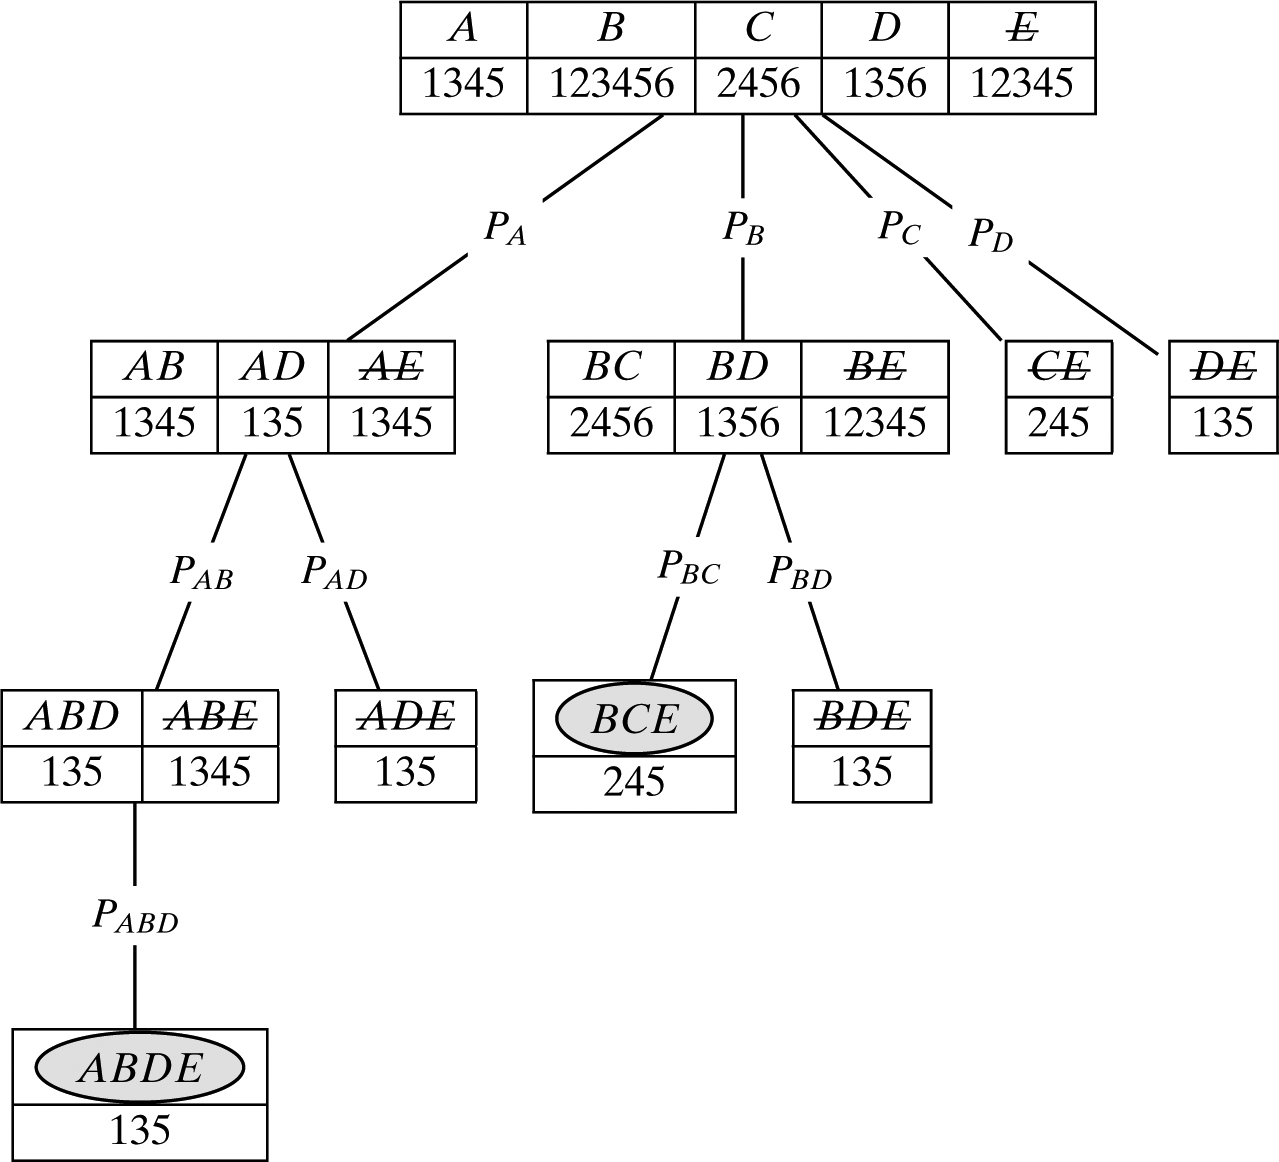 A B C D E
1345 123456 2456 1356 12345
P_A P_B P_C P_D
AB AD AE BC BD BE CE DE
1345 135 1345 2456 1356 12345 245 135
P_AB P_AD P_BC P_BD
ABD ABE ADE BCE BDE
135 1345 135 245 135
P_ABD
ABDE
135